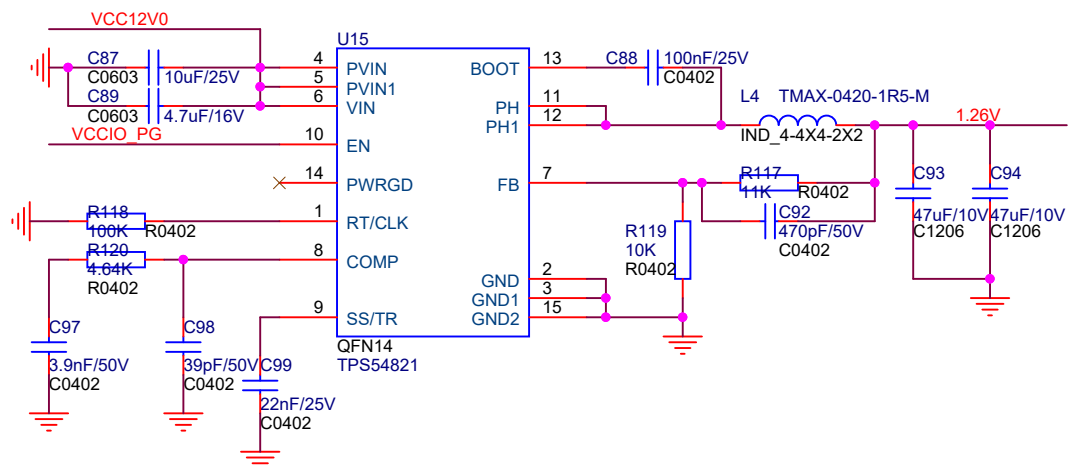 VCC12V0
C87
C0603
10uF/25V
C89
C0603
4.7uF/16V
VCCIO_PG
U15
4
PVIN
5
PVIN1
6
VIN
10
EN
14
PWRGD
1
RT/CLK
8
COMP
9
SS/TR
BOOT
13
PH
11
PH1
12
FB
7
GND
2
GND1
3
GND2
15
QFN14
TPS54821
C88
100nF/25V
C0402
L4
TMAX-0420-1R5-M
IND_4-4X4-2X2
1.26V
R117
11K
R0402
C92
470pF/50V
C0402
R119
10K
R0402
C93
47uF/10V
C1206
C94
47uF/10V
C1206
R118
100K
R0402
R120
4.64K
R0402
C97
3.9nF/50V
C0402
C98
39pF/50V
C0402
C99
22nF/25V
C0402